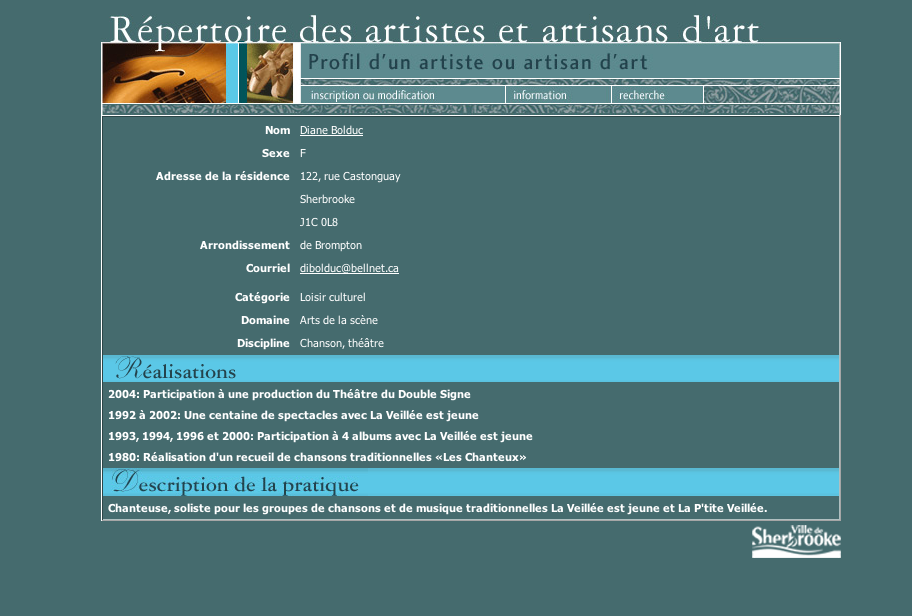 Répertoire des artistes et artisans d'art
Profil d'un artiste ou artisan d'art
inscription ou modification information recherche
Nom Diane Bolduc
Sexe F
Adresse de la résidence 122, rue Castonguay
Sherbrooke
J1C 0L8
Arrondissement de Brompton
Courriel dibolduc@bellnet.ca
Catégorie Loisir culturel
Domaine Arts de la scène
Discipline Chanson, théâtre
Réalisations
2004: Participation à une production du Théâtre du Double Signe
1992 à 2002: Une centaine de spectacles avec La Veillée est jeune
1993, 1994, 1996 et 2000: Participation à 4 albums avec La Veillée est jeune
1980: Réalisation d'un recueil de chansons traditionnelles «Les Chanteux»
Description de la pratique
Chanteuse, soliste pour les groupes de chansons et de musique traditionnelles La Veillée est jeune et La P'tite Veillée.
Ville de
Sherbrooke